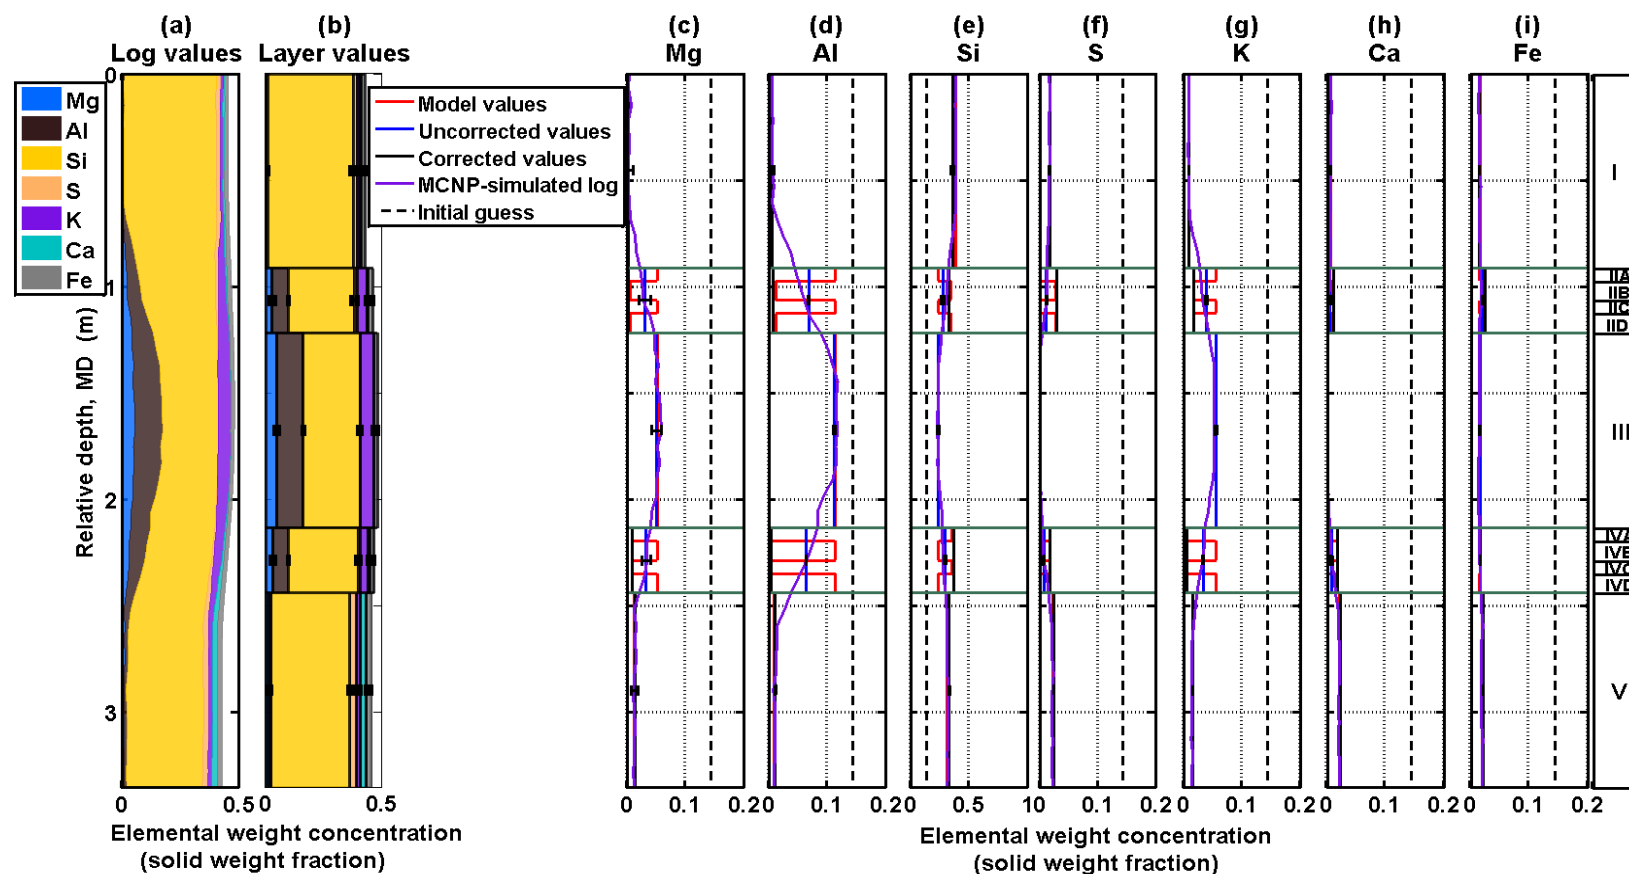 (a)
Log values
(b)
Layer values
(c)
Mg
(d)
Al
(e)
Si
(f)
S
(g)
K
(h)
Ca
(i)
Fe
Mg
Al
Si
S
K
Ca
Fe
Model values
Uncorrected values
Corrected values
MCNP-simulated log
Initial guess
Relative depth, MD (m)
0
1
2
3
I
IIA
IIB
IIC
IID
III
IVA
IVB
IVC
IVD
V
0 0.5
0 0.5
0 0.1 0.2
0 0.1 0.2
0 0.5 1
0 0.1 0.2
0 0.1 0.2
0 0.1 0.2
0 0.1 0.2
Elemental weight concentration
(solid weight fraction)
Elemental weight concentration
(solid weight fraction)